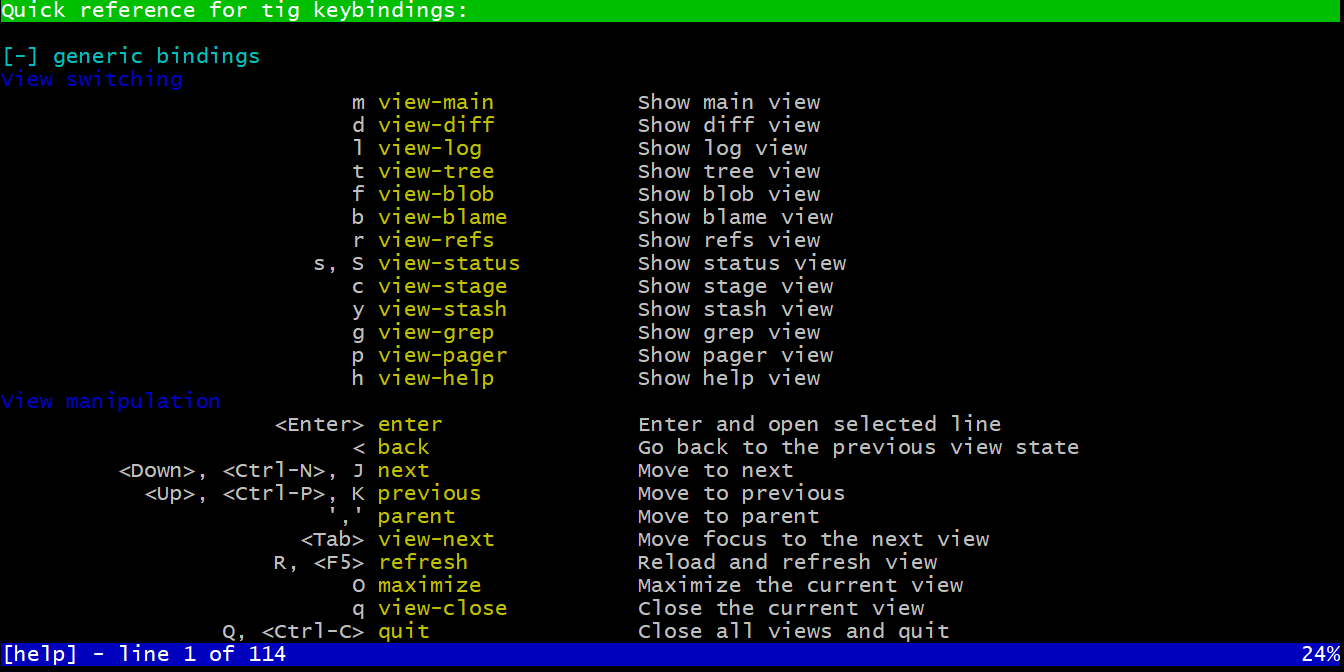 Quick reference for tig keybindings:
[-] generic bindings
View switching
m view-main Show main view
d view-diff Show diff view
l view-log Show log view
t view-tree Show tree view
f view-blob Show blob view
b view-blame Show blame view
r view-refs Show refs view
s, S view-status Show status view
c view-stage Show stage view
y view-stash Show stash view
g view-grep Show grep view
p view-pager Show pager view
h view-help Show help view
View manipulation
<Enter> enter Enter and open selected line
< back Go back to the previous view state
<Down>, <Ctrl-N>, J next Move to next
<Up>, <Ctrl-P>, K previous Move to previous
',' parent Move to parent
<Tab> view-next Move focus to the next view
R, <F5> refresh Reload and refresh view
O maximize Maximize the current view
q view-close Close the current view
Q, <Ctrl-C> quit Close all views and quit
[help] - line 1 of 114 24%